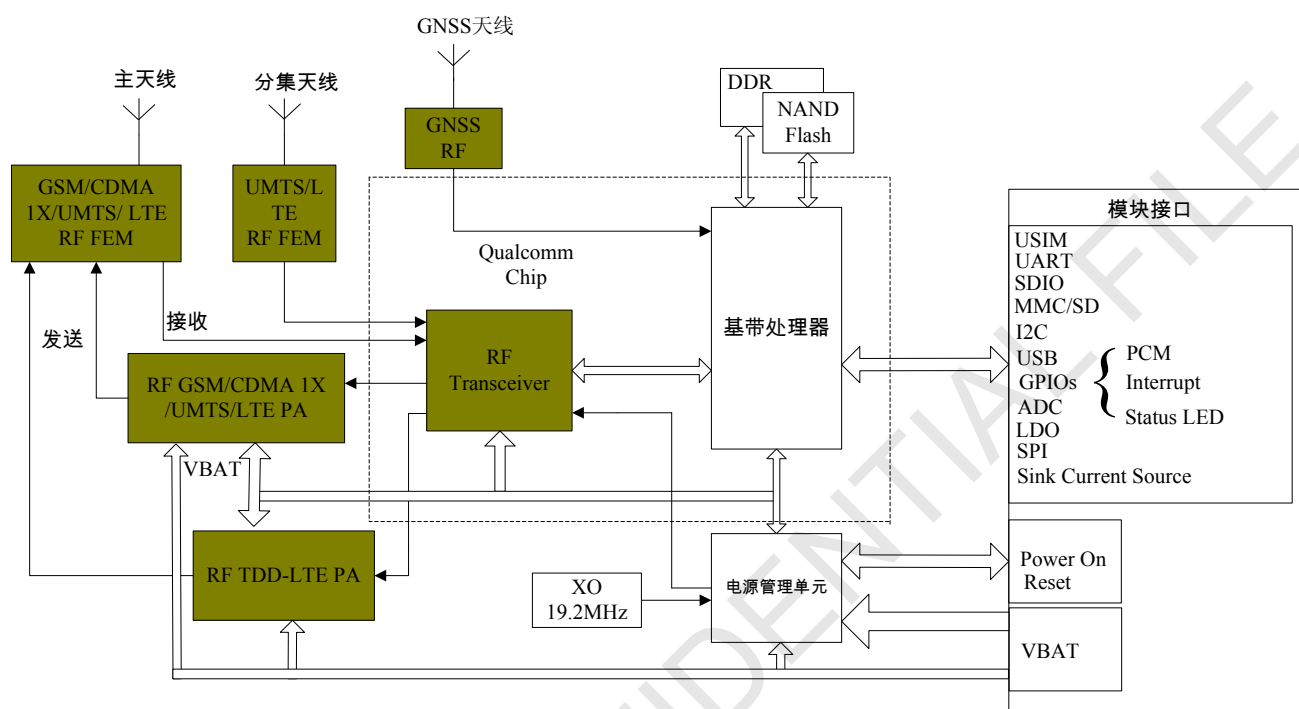 GNSS天线
主天线
分集天线
DDR
NAND
Flash
GNSS
RF
GSM/CDMA
1X/UMTS/ LTE
RF FEM
UMTS/L
TE
RF FEM
Qualcomm
Chip
模块接口
USIM
UART
SDIO
MMC/SD
I2C
USB
GPIOs
ADC
LDO
SPI
Sink Current Source
PCM
Interrupt
Status LED
发送
接收
RF
Transceiver
基带处理器
RF GSM/CDMA 1X
/UMTS/LTE PA
VBAT
RF TDD-LTE PA
XO
19.2MHz
电源管理单元
Power On
Reset
VBAT
IDENTIAL FILE